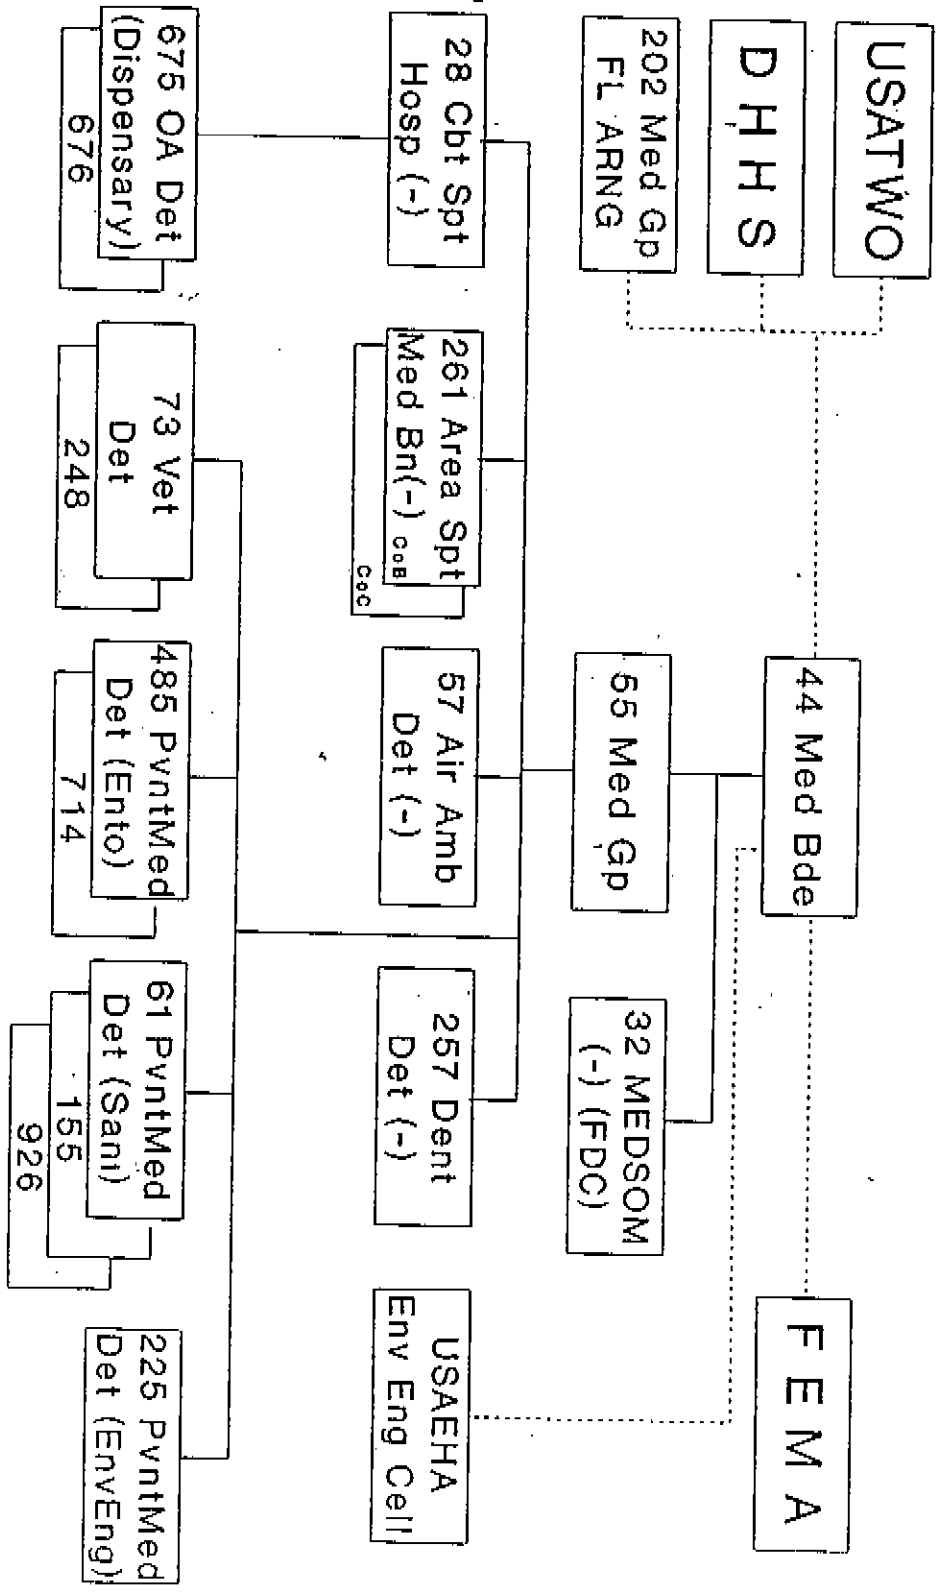 USATWO
D H H S
202 Med Gp
FL ARNG
44 Med Bde
F E M A
55 Med Gp
32 MEDSOM
(-) (FDC)
28 Cbt Spt
Hosp (-)
261 Area Spt
Med Bn(-) CoB
CoC
57 Air Amb
Det (-)
257 Dent
Det (-)
USAEHA
Env Eng Cell
675 OA Det
(Dispensary)
676
73 Vet
Det
248
485 PvntMed
Det (Ento)
714
61 PvntMed
Det (Sani)
155
926
225 PvntMed
Det (EnvEng)